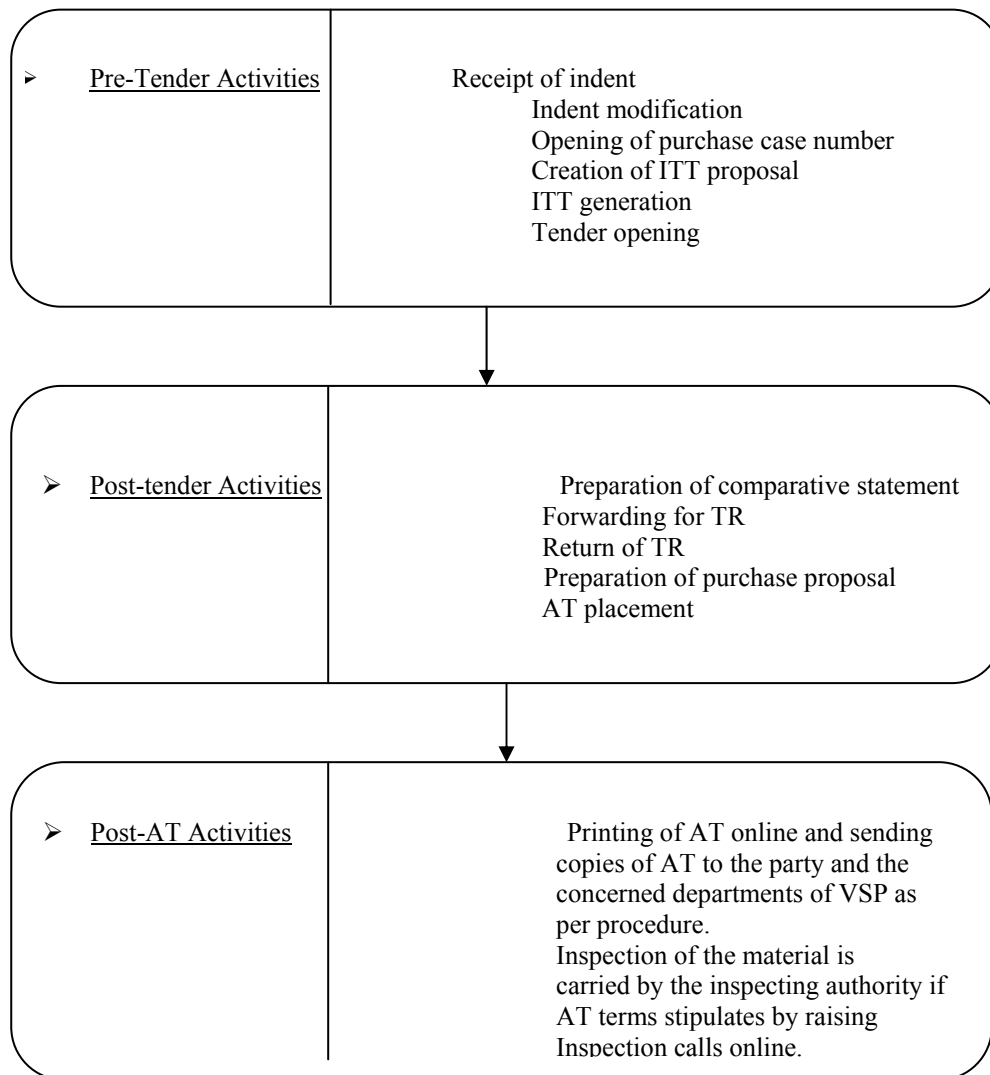 ➢ Pre-Tender Activities
Receipt of indent
Indent modification
Opening of purchase case number
Creation of ITT proposal
ITT generation
Tender opening
➢ Post-tender Activities
Preparation of comparative statement
Forwarding for TR
Return of TR
Preparation of purchase proposal
AT placement
➢ Post-AT Activities
Printing of AT online and sending
copies of AT to the party and the
concerned departments of VSP as
per procedure.
Inspection of the material is
carried by the inspecting authority if
AT terms stipulates by raising
Inspection calls online.